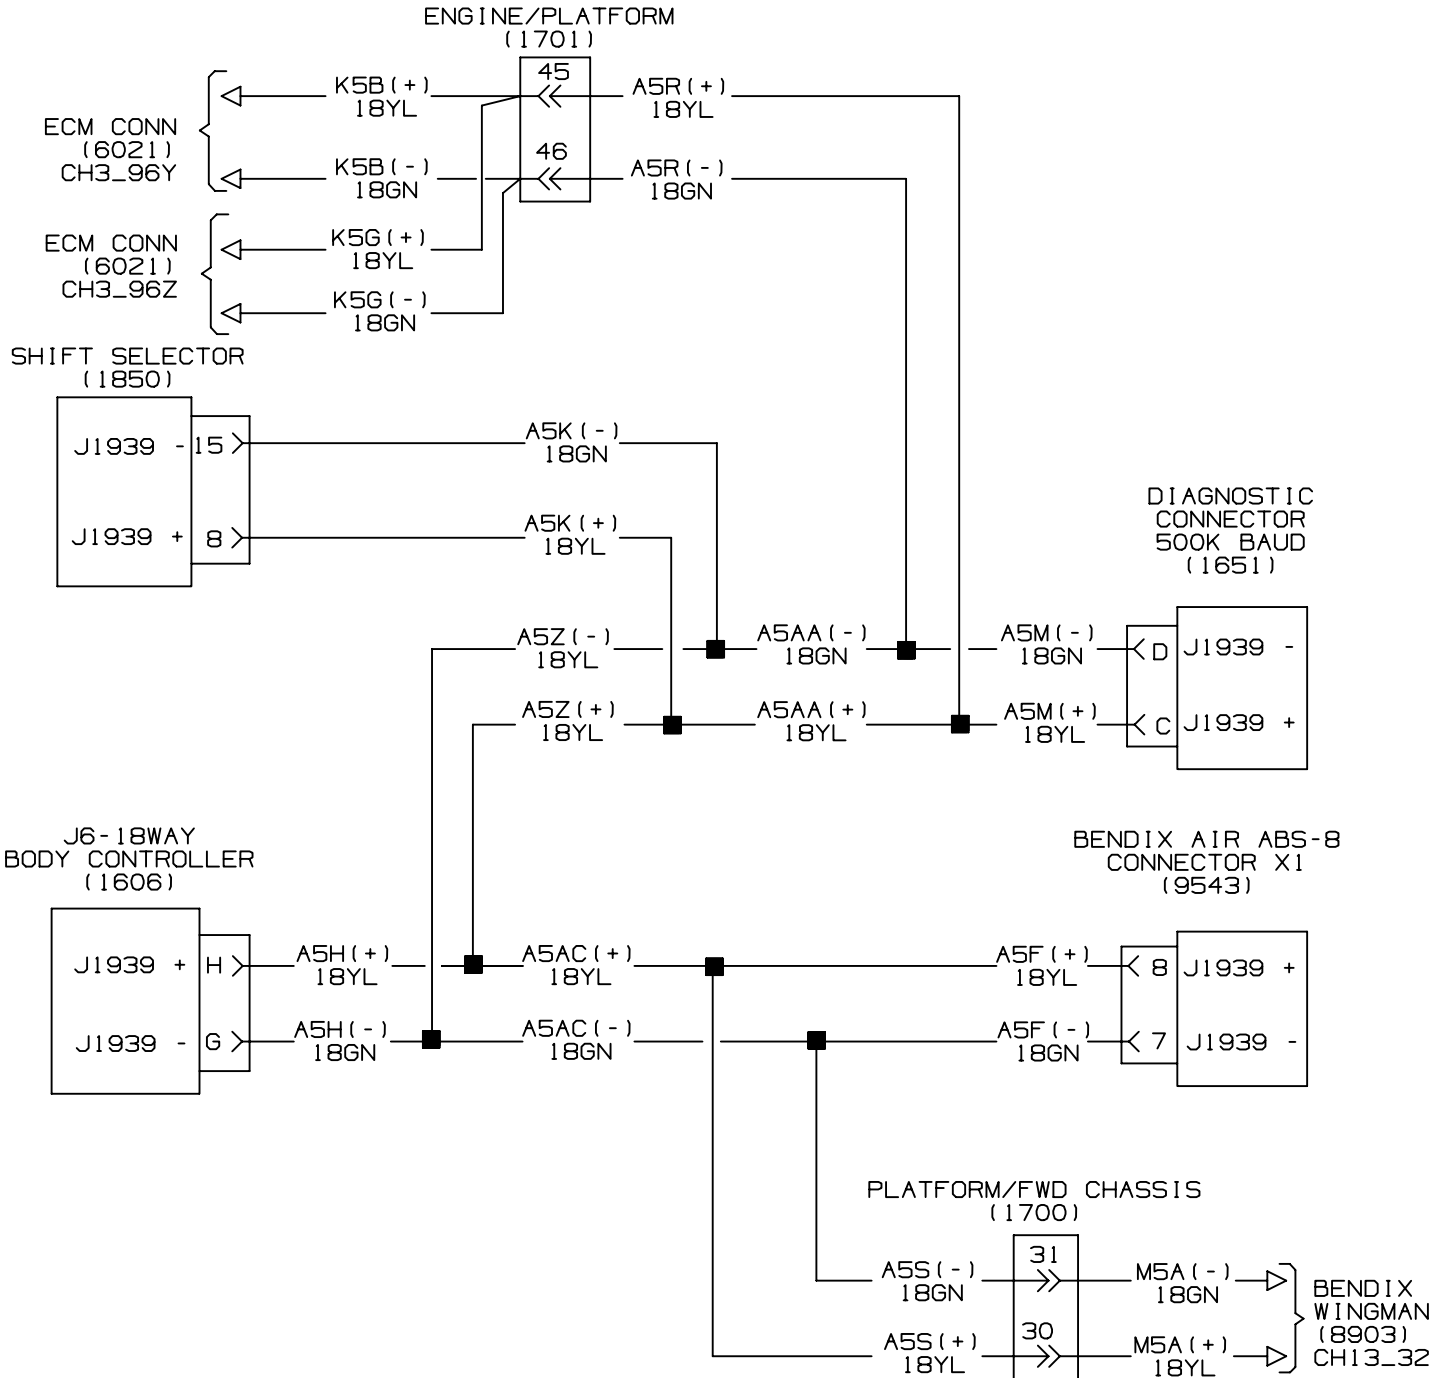 ENGINE/PLATFORM
(1701)
45
K5B(+)
18YL
A5R(+)
18YL
ECM CONN
(6021)
CH3_96Y
46
K5B(-)
18GN
A5R(-)
18GN
ECM CONN
(6021)
CH3_96Z
K5G(+)
18YL
K5G(-)
18GN
SHIFT SELECTOR
(1850)
J1939 - 15
A5K(-)
18GN
J1939 + 8
A5K(+)
18YL
DIAGNOSTIC
CONNECTOR
500K BAUD
(1651)
A5Z(-)
18YL
A5AA(-)
18GN
A5M(-)
18GN
D J1939 -
A5Z(+)
18YL
A5AA(+)
18YL
A5M(+)
18YL
C J1939 +
J6-18WAY
BODY CONTROLLER
(1606)
BENDIX AIR ABS-8
CONNECTOR X1
(9543)
J1939 + H
A5H(+)
18YL
A5AC(+)
18YL
A5F(+)
18YL
8 J1939 +
J1939 - G
A5H(-)
18GN
A5AC(-)
18GN
A5F(-)
18GN
7 J1939 -
PLATFORM/FWD CHASSIS
(1700)
31
A5S(-)
18GN
M5A(-)
18GN
30
A5S(+)
18YL
M5A(+)
18YL
BENDIX
WINGMAN
(8903)
CH13_32